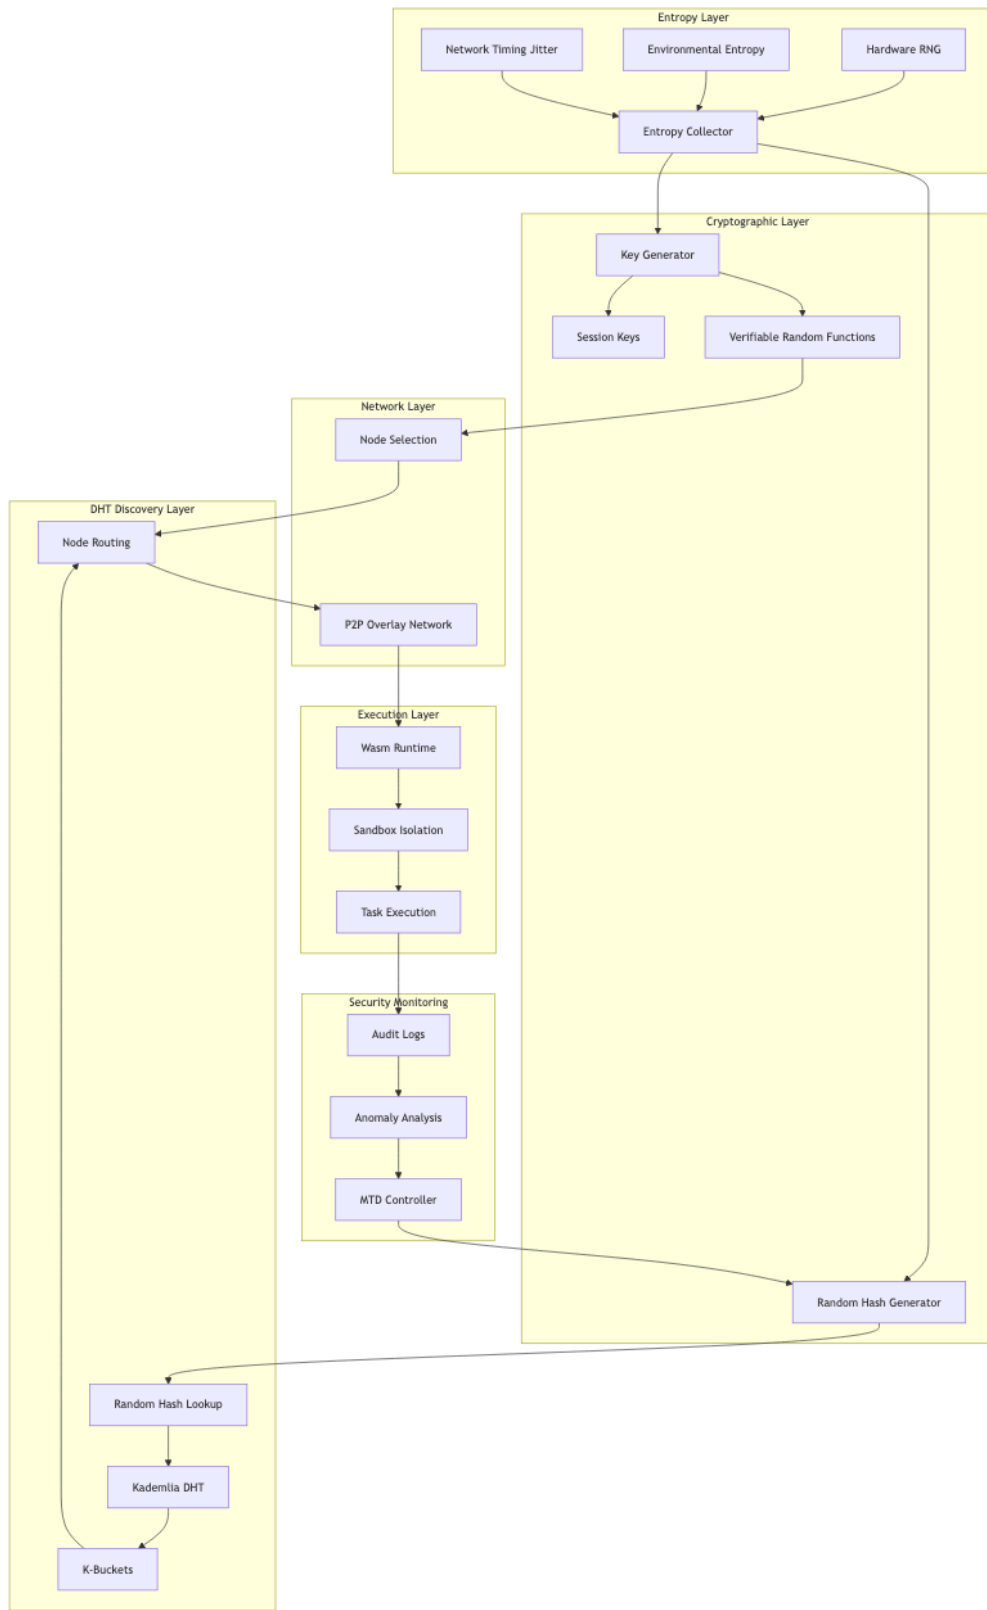 Entropy Layer
Network Timing Jitter
Environmental Entropy
Hardware RNG
Entropy Collector
Cryptographic Layer
Key Generator
Session Keys
Verifiable Random Functions
Network Layer
Node Selection
DHT Discovery Layer
Node Routing
P2P Overlay Network
Execution Layer
Wasm Runtime
Sandbox Isolation
Task Execution
Security Monitoring
Audit Logs
Anomaly Analysis
MTD Controller
Random Hash Generator
Random Hash Lookup
Kademlia DHT
K-Buckets